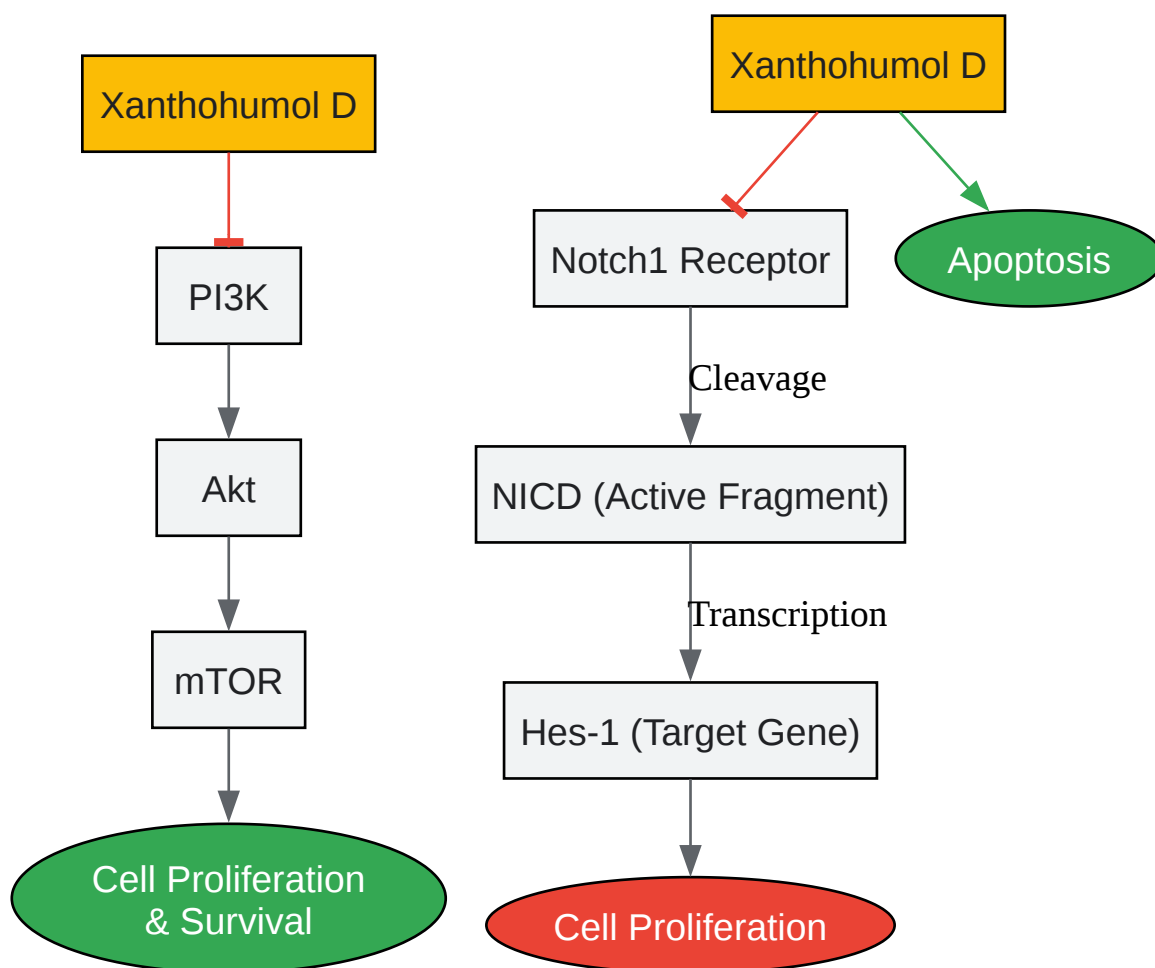 Xanthohumol D
PI3K
Akt
mTOR
Cell Proliferation
& Survival
Xanthohumol D
Notch1 Receptor
Apoptosis
Cleavage
NICD (Active Fragment)
Transcription
Hes-1 (Target Gene)
Cell Proliferation